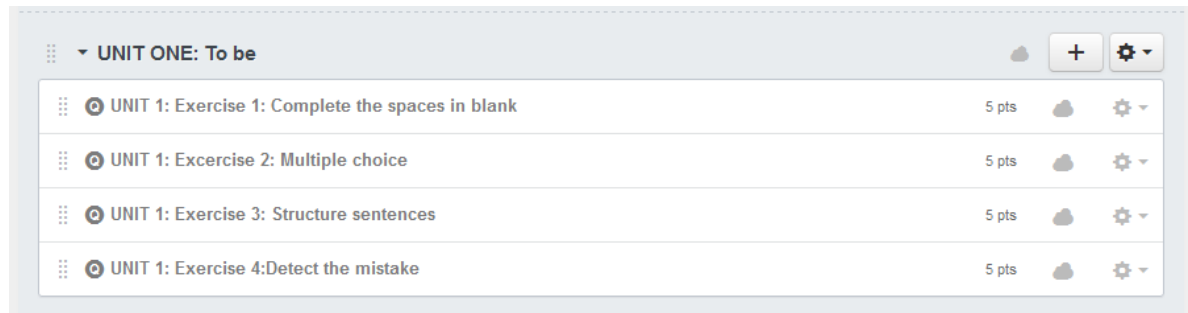 UNIT ONE: To be
UNIT 1: Exercise 1: Complete the spaces in blank 5 pts
UNIT 1: Excercise 2: Multiple choice 5 pts
UNIT 1: Exercise 3: Structure sentences 5 pts
UNIT 1: Exercise 4:Detect the mistake 5 pts